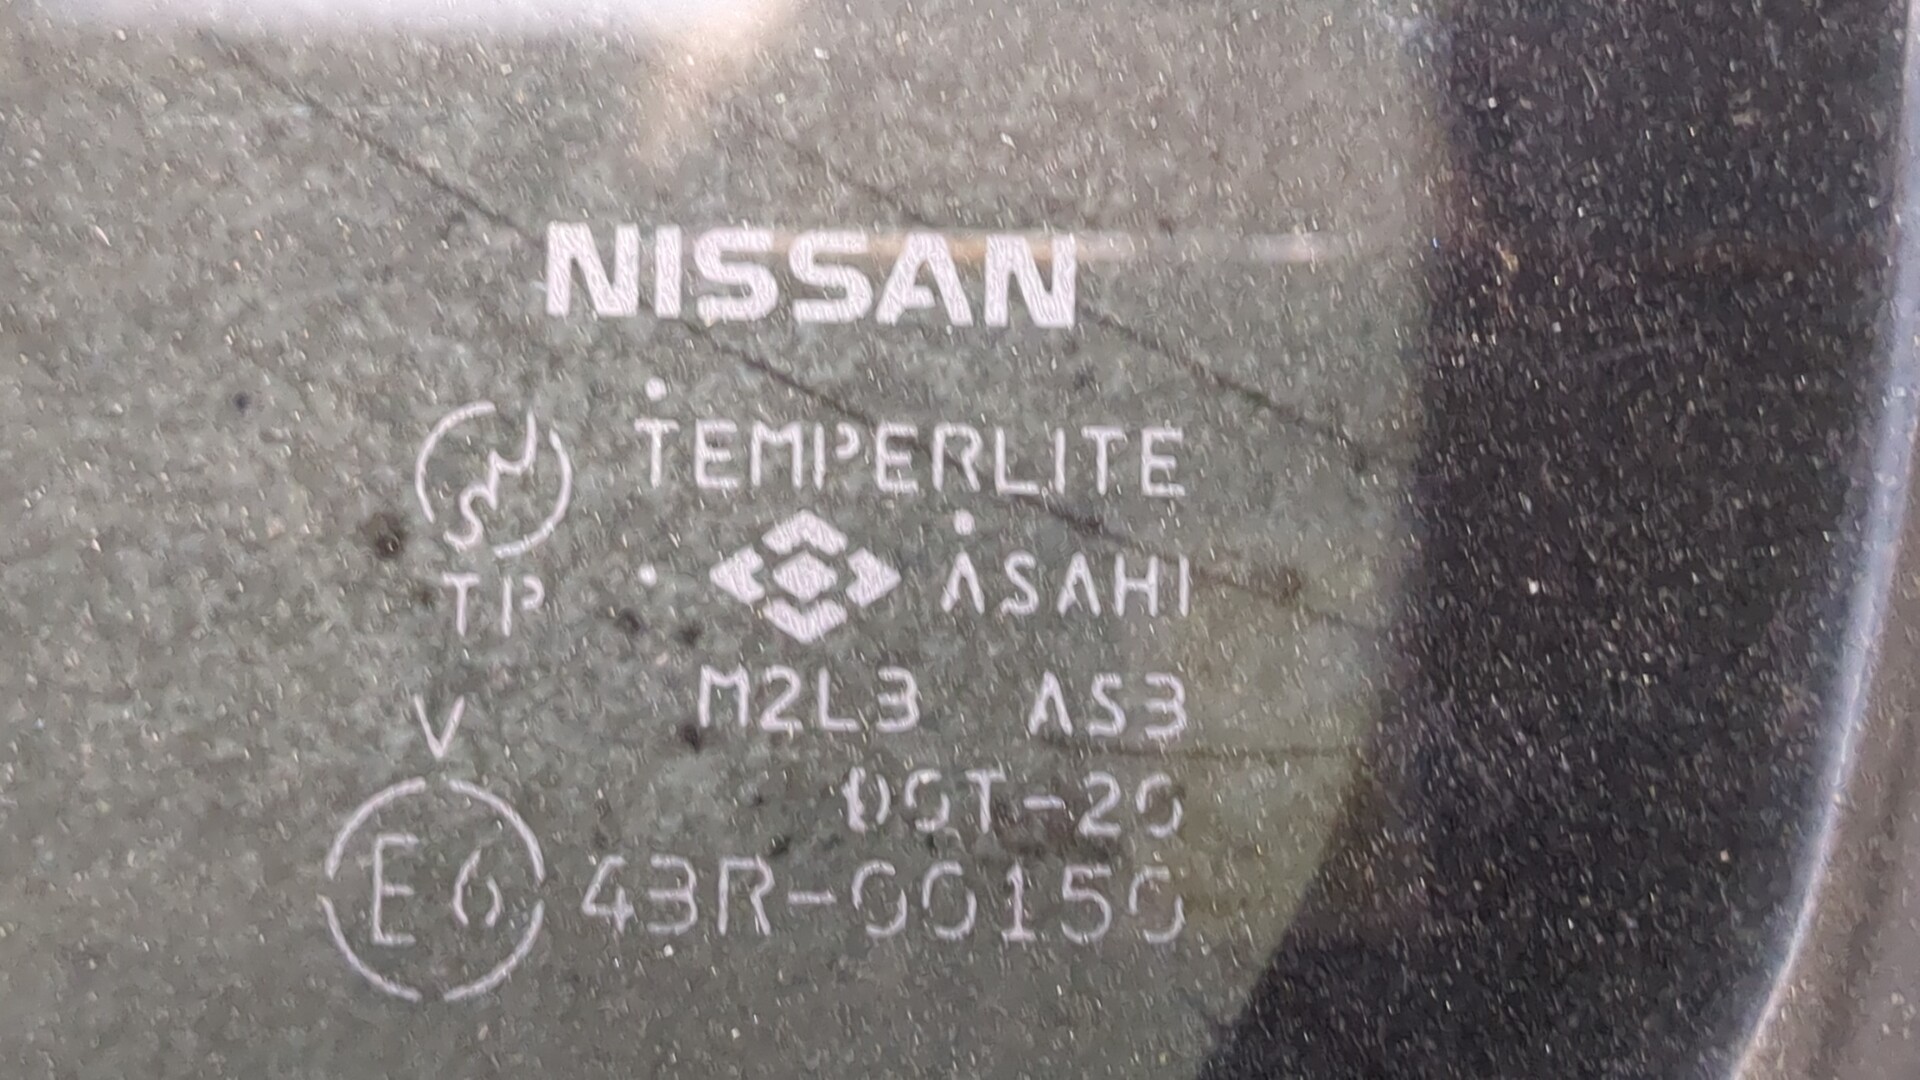 NISSAN
TEMPERLITE
S
TP
ASAHI
M2L3 AS3
V
DOT-20
E6 43R-00150